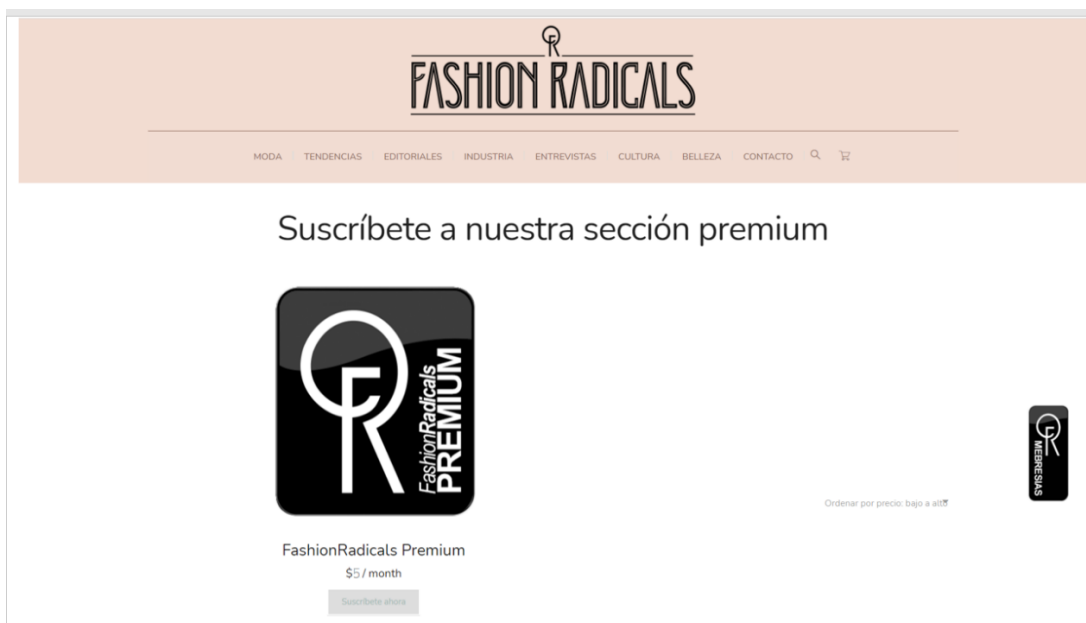 FASHION RADICALS
MODA TENDENCIAS EDITORIALES INDUSTRIA ENTREVISTAS CULTURA BELLEZA CONTACTO
Suscríbete a nuestra sección premium
FashionRadicals
PREMIUM
MEBRESIAS
Ordenar por precio: bajo a alto
FashionRadicals Premium
$5 / month
Suscríbete ahora